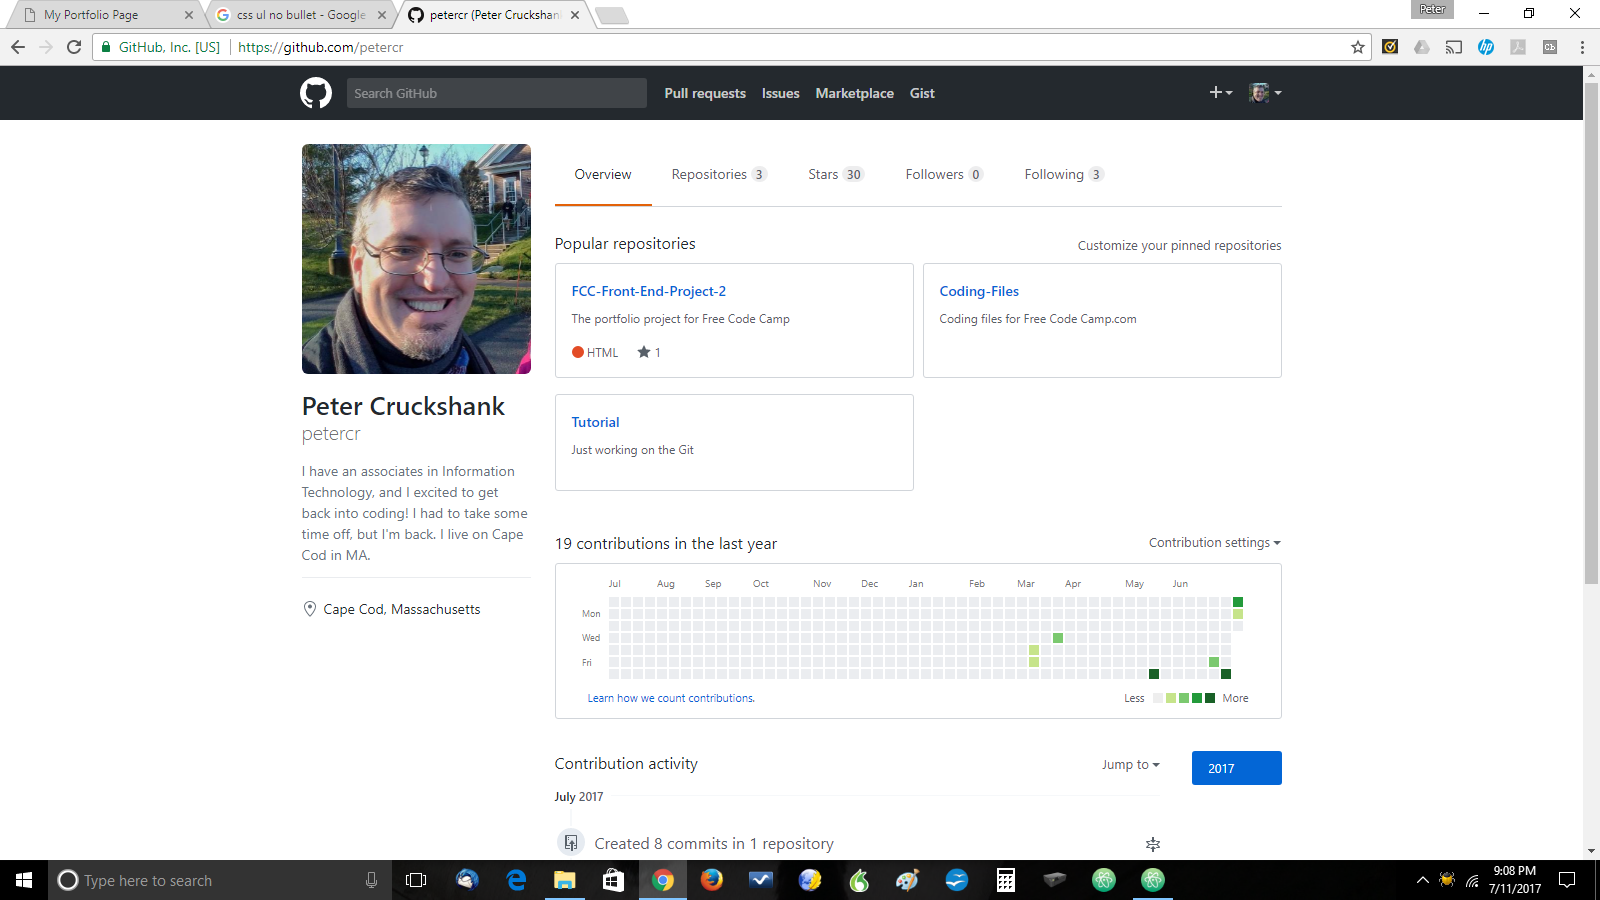 My Portfolio Page
css ul no bullet - Google
petercr (Peter Cruckshank
Peter
GitHub, Inc. [US]
https://github.com/petercr
Search GitHub
Pull requests
Issues
Marketplace
Gist
Overview
Repositories 3
Stars 30
Followers 0
Following 3
Popular repositories
Customize your pinned repositories
FCC-Front-End-Project-2
The portfolio project for Free Code Camp
HTML
1
Coding-Files
Coding files for Free Code Camp.com
Tutorial
Just working on the Git
Peter Cruckshank
petercr
I have an associates in Information
Technology, and I excited to get
back into coding! I had to take some
time off, but I'm back. I live on Cape
Cod in MA.
Cape Cod, Massachusetts
19 contributions in the last year
Contribution settings
Jul Aug Sep Oct Nov Dec Jan Feb Mar Apr May Jun
Mon
Wed
Fri
Learn how we count contributions.
Less
More
Contribution activity
Jump to
2017
July 2017
Created 8 commits in 1 repository
Type here to search
9:08 PM
7/11/2017